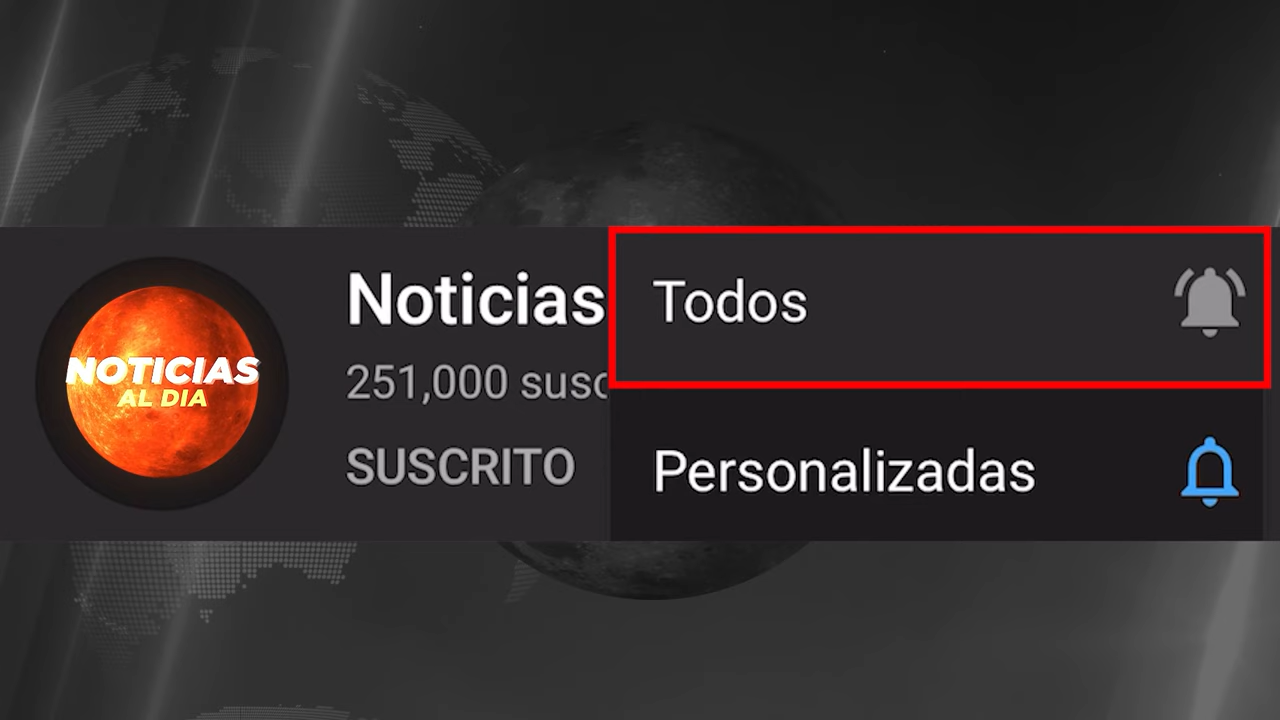 NOTICIAS
AL DIA
Noticias
251,000 susc
SUSCRITO
Todos
Personalizadas